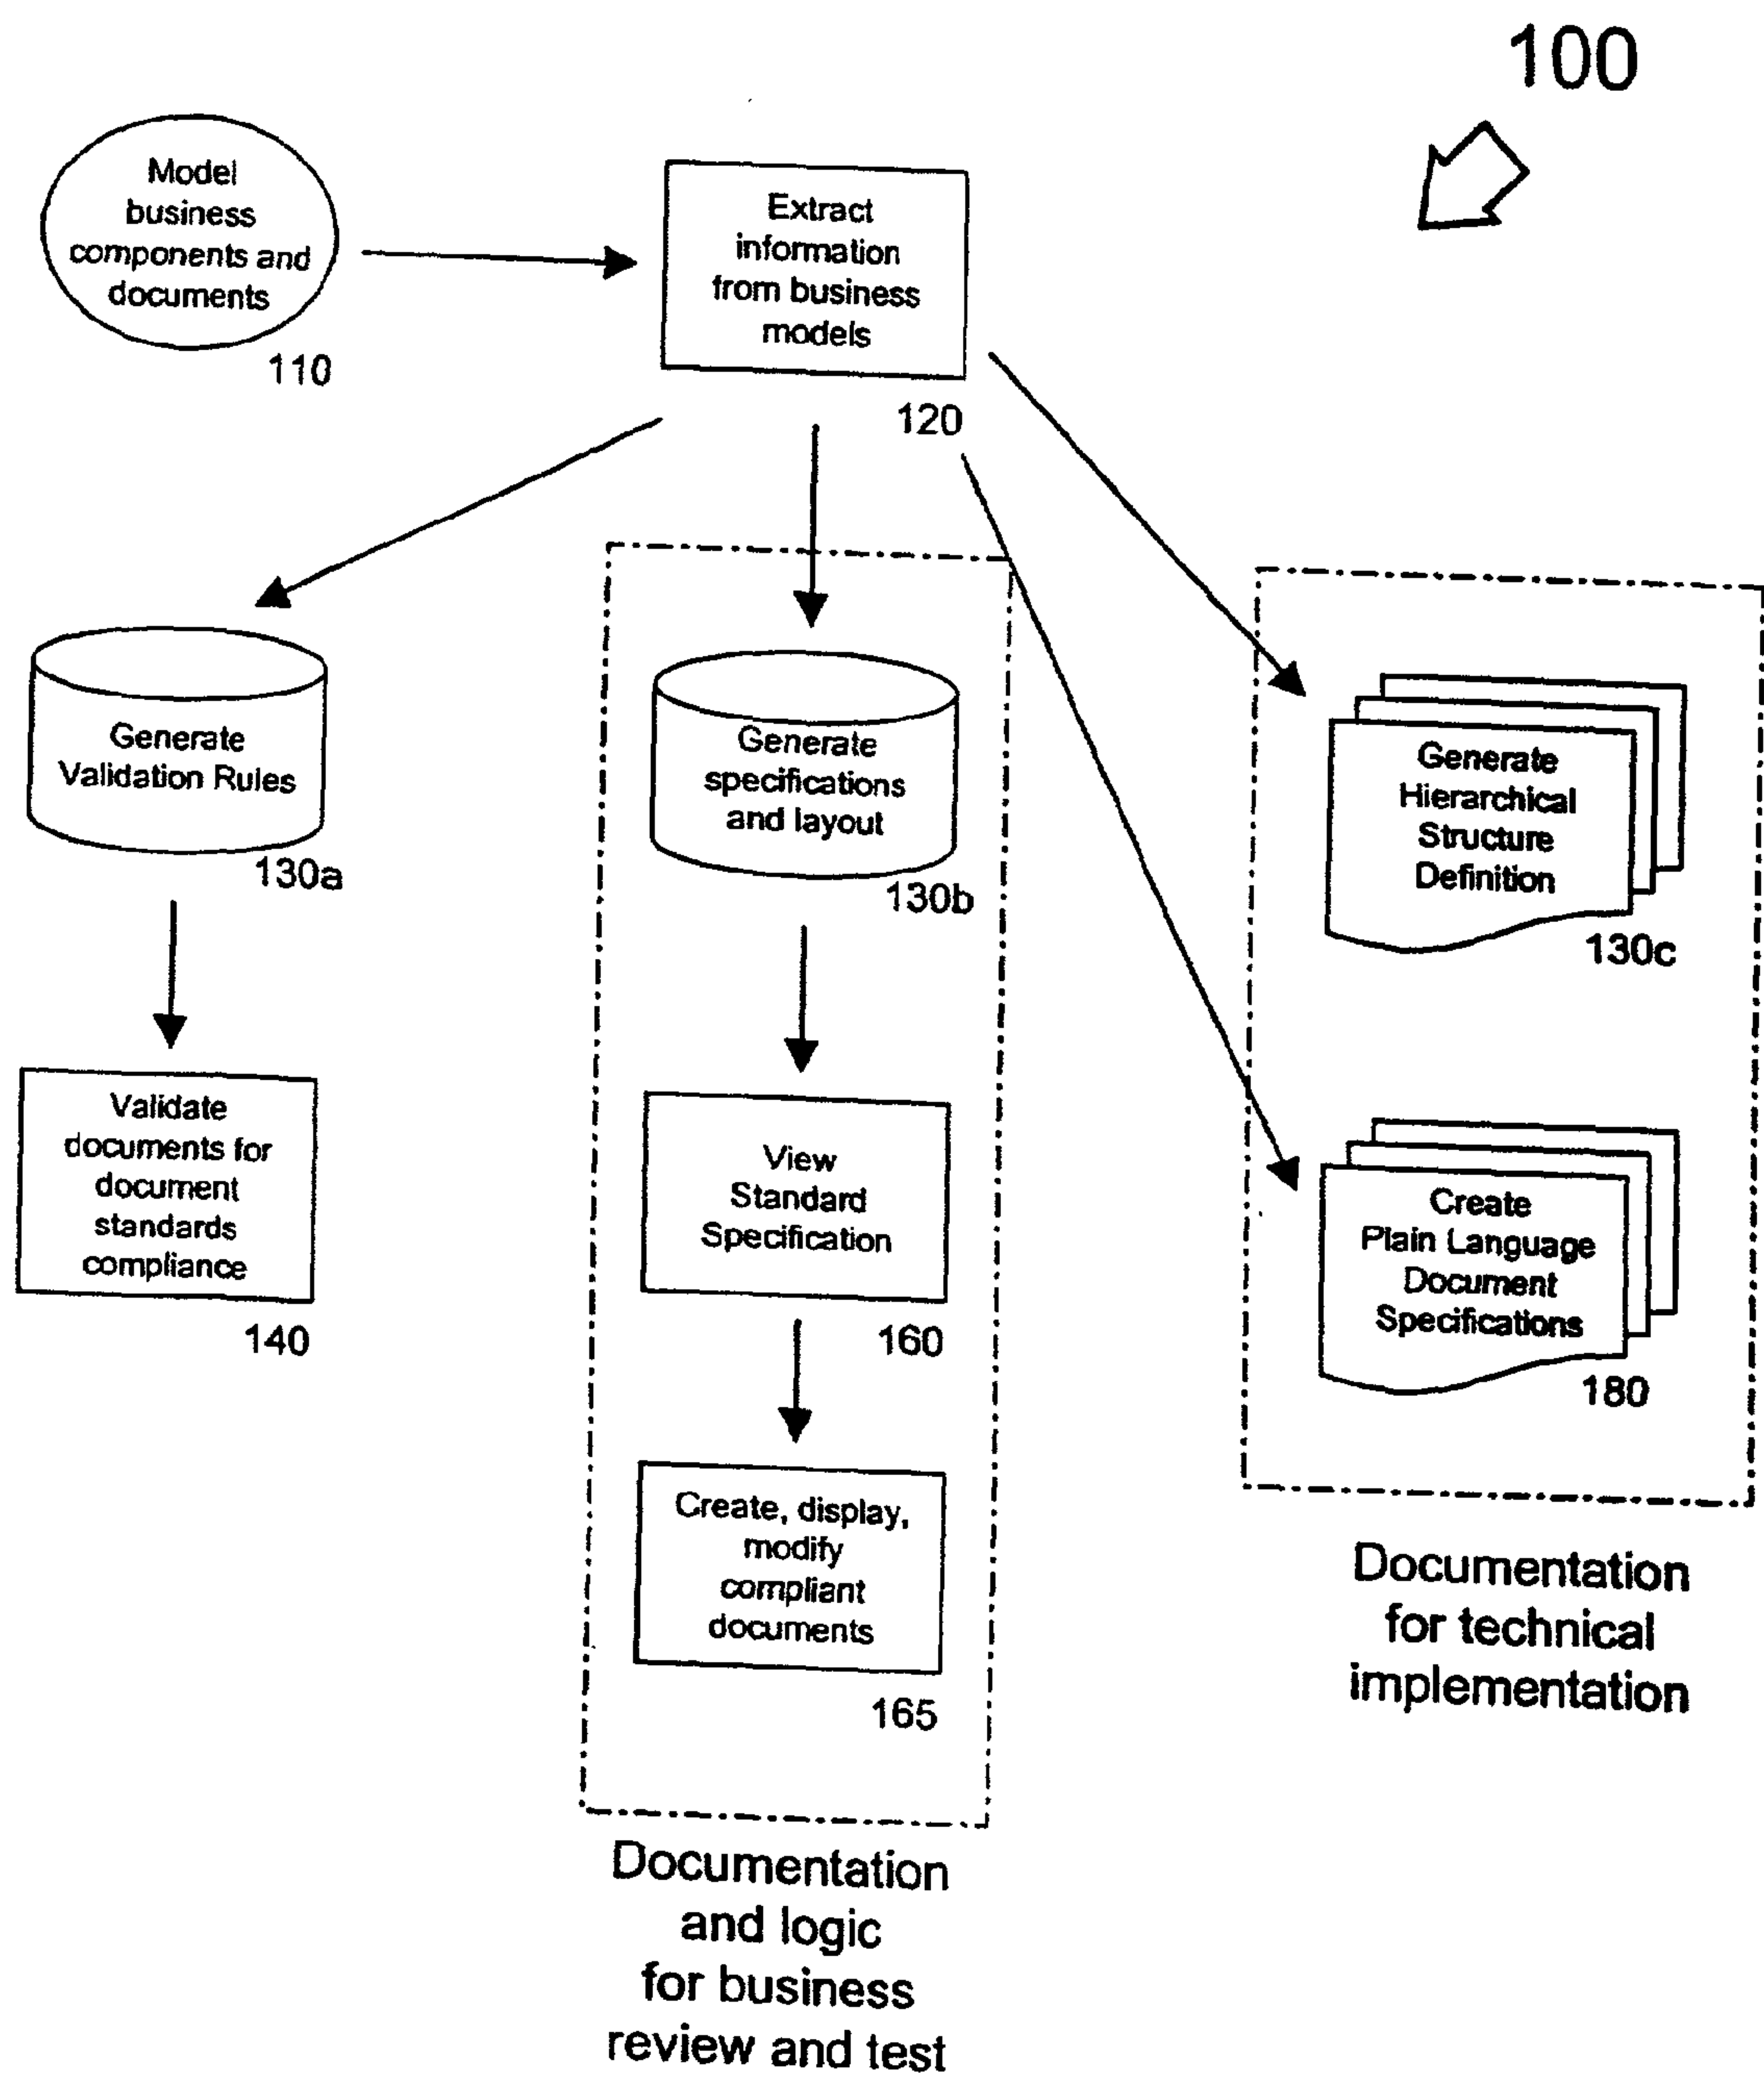 100
Model
business
components and
documents
110
Extract
information
from business
models
120
Generate
Validation Rules
130a
Generate
specifications
and layout
130b
Generate
Hierarchical
Structure
Definition
130c
Validate
documents for
document
standards
compliance
140
View
Standard
Specification
160
Create
Plain Language
Document
Specifications
180
Create, display,
modify
compliant
documents
165
Documentation
for technical
implementation
Documentation
and logic
for business
review and test